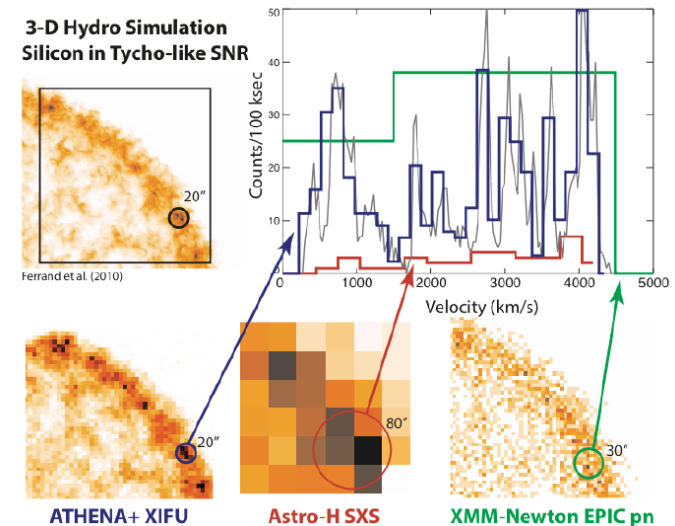 3-D Hydro Simulation
Silicon in Tycho-like SNR
20″
Ferrand et al. (2010)
Counts/100 ksec
50
40
30
20
10
0
0
1000
2000
3000
4000
5000
Velocity (km/s)
20″
80″
30″
ATHENA+ XIFU
Astro-H SXS
XMM-Newton EPIC pn